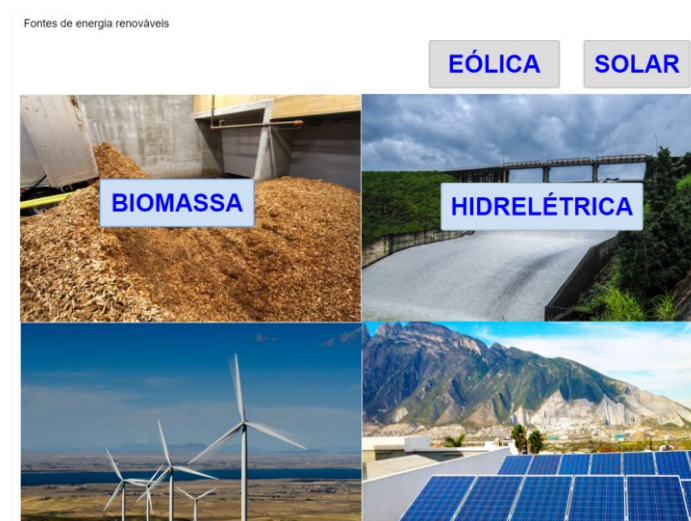 Fontes de energia renováveis
EÓLICA
SOLAR
BIOMASSA
HIDRELÉTRICA